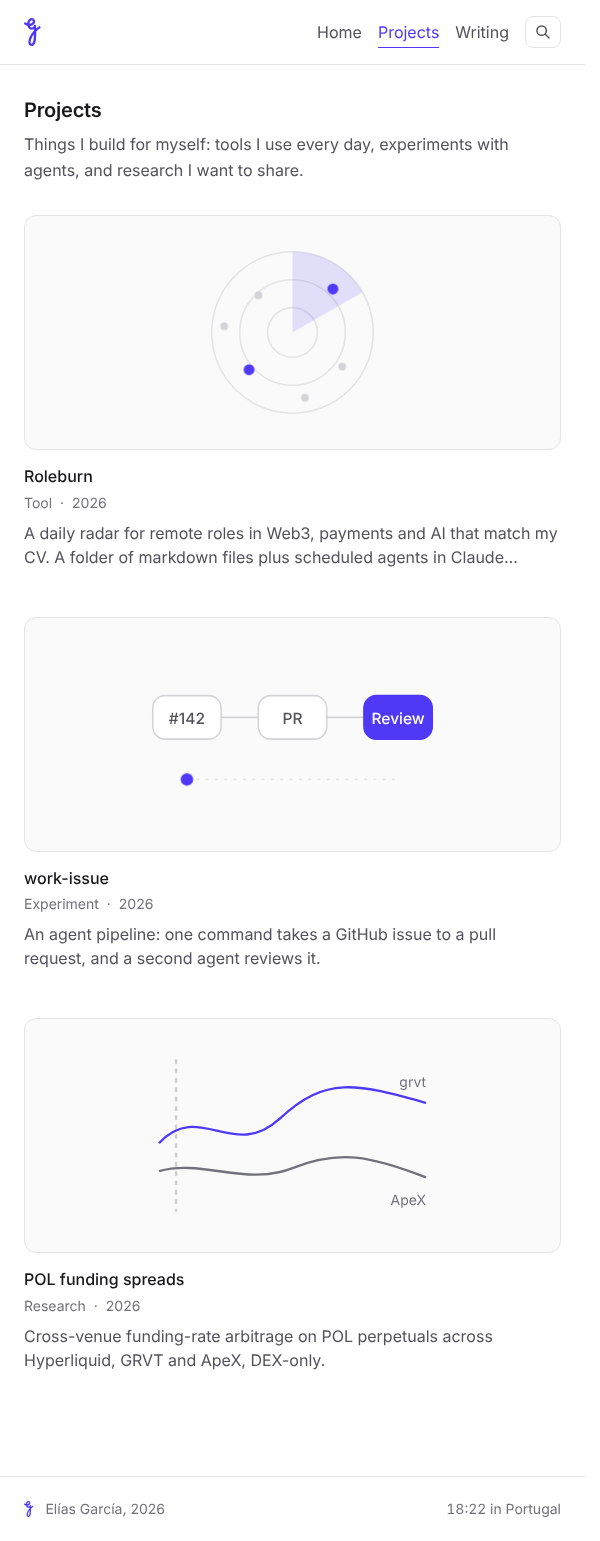 Home Projects Writing
Projects
Things I build for myself: tools I use every day, experiments with
agents, and research I want to share.
Roleburn
Tool · 2026
A daily radar for remote roles in Web3, payments and AI that match my
CV. A folder of markdown files plus scheduled agents in Claude...
#142 PR Review
work-issue
Experiment · 2026
An agent pipeline: one command takes a GitHub issue to a pull
request, and a second agent reviews it.
grvt
ApeX
POL funding spreads
Research · 2026
Cross-venue funding-rate arbitrage on POL perpetuals across
Hyperliquid, GRVT and ApeX, DEX-only.
Elías García, 2026 18:22 in Portugal